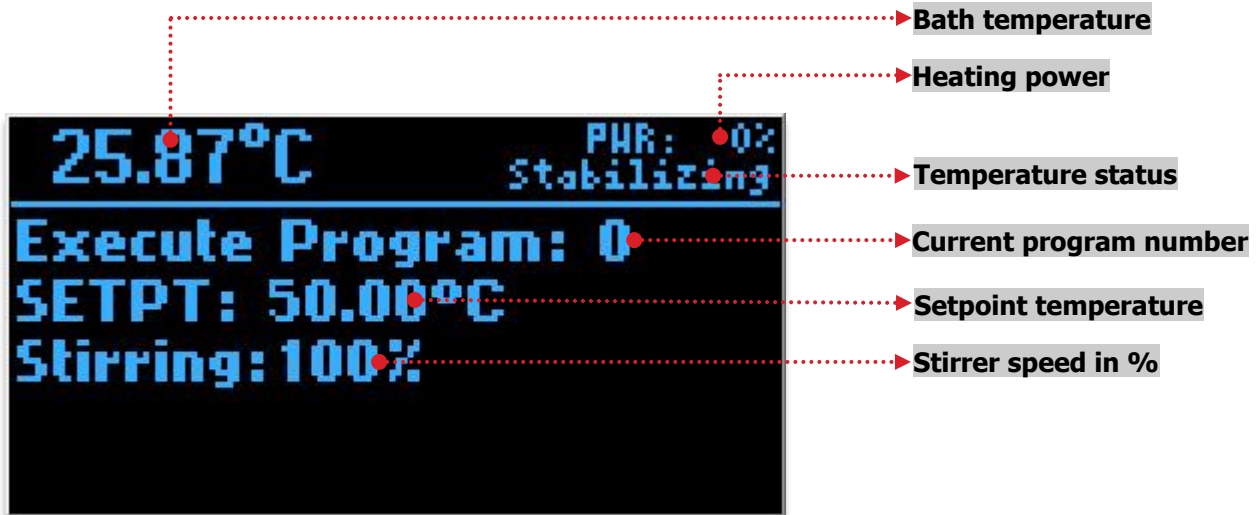 Bath temperature
Heating power
25.87°C
PWR: 0%
Stabilizing
Temperature status
Execute Program: 0
Current program number
SETPT: 50.00°C
Setpoint temperature
Stirring:100%
Stirrer speed in %